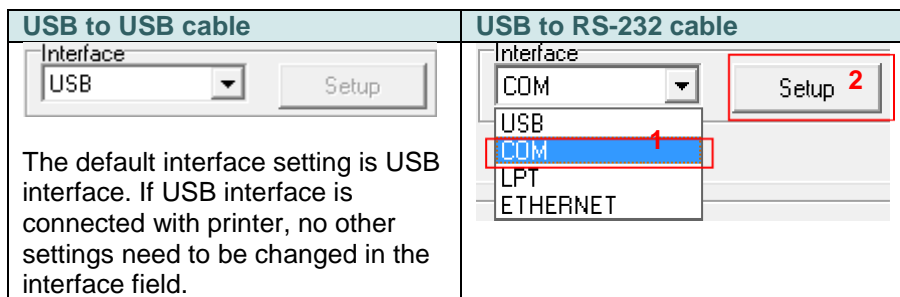 USB to USB cable
Interface
USB
Setup
The default interface setting is USB
interface. If USB interface is
connected with printer, no other
settings need to be changed in the
interface field.
USB to RS-232 cable
Interface
COM
Setup 2
USB
COM 1
LPT
ETHERNET